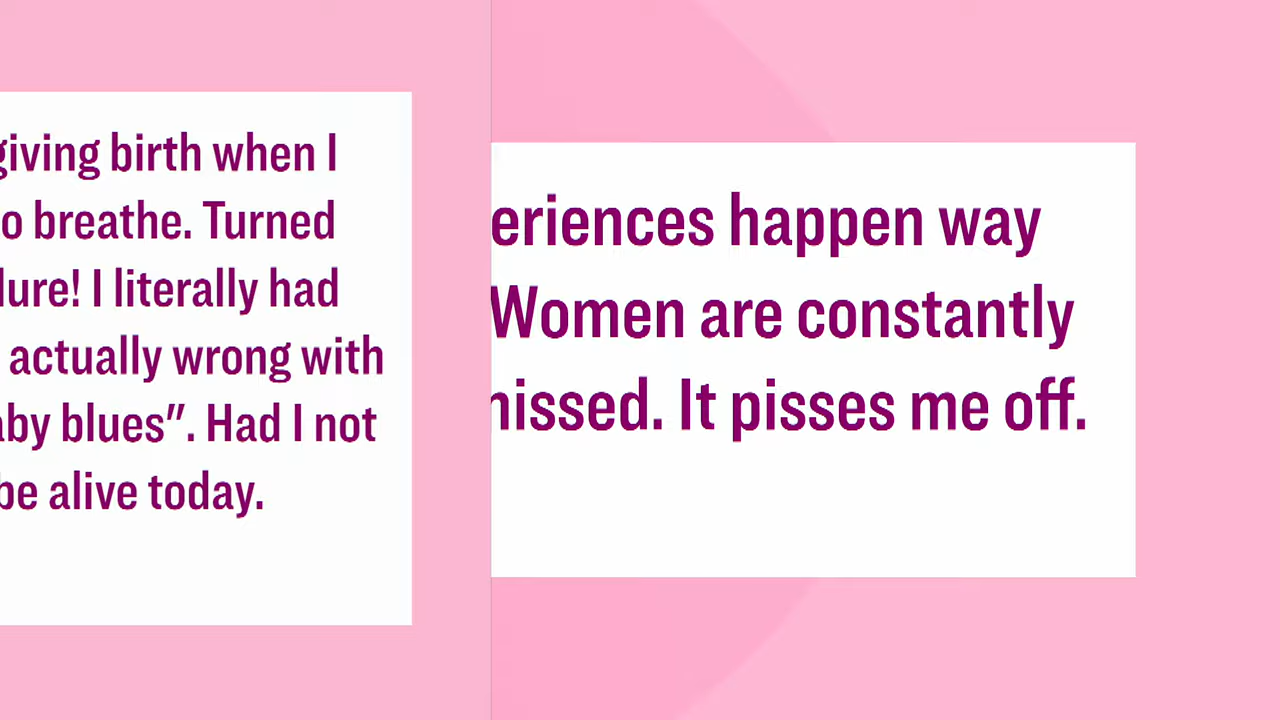 giving birth when I
o breathe. Turned
lure! I literally had
actually wrong with
aby blues”. Had I not
be alive today.
eriences happen way
Women are constantly
nissed. It pisses me off.